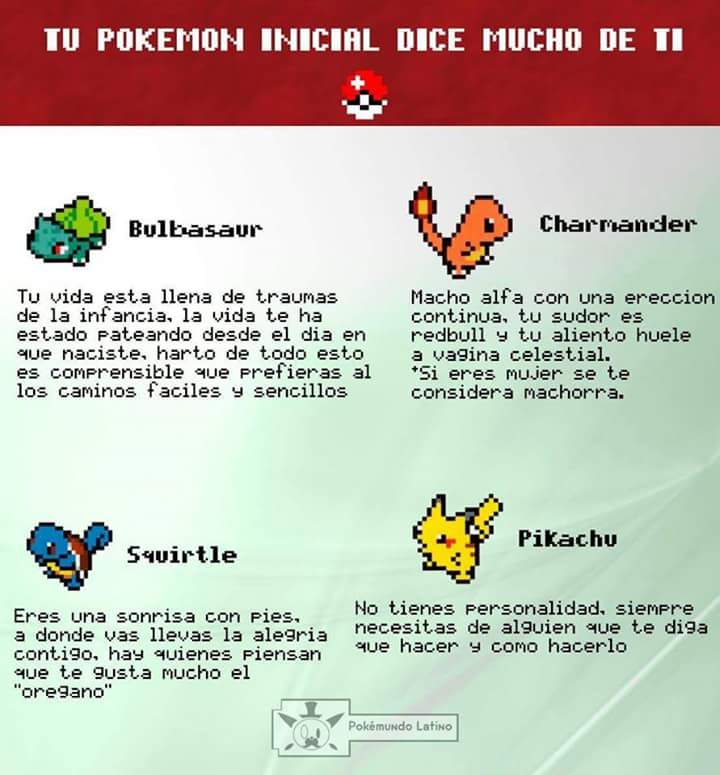 TU POKEMON INICIAL DICE MUCHO DE TI
Bulbasaur
Tu vida esta llena de traumas
de la infancia, la vida te ha
estado pateando desde el dia en
que naciste, harto de todo esto
es comprensible que prefieras al
los caminos faciles y sencillos
Charmander
Macho alfa con una ereccion
continua, tu sudor es
redbull y tu aliento huele
a vagina celestial.
*Si eres mujer se te
considera machorra.
Squirtle
Eres una sonrisa con pies,
a donde vas llevas la alegria
contigo, hay quienes piensan
que te gusta mucho el
"oregano"
Pikachu
No tienes personalidad, siempre
necesitas de alguien que te diga
que hacer y como hacerlo
Pokémundo Latino